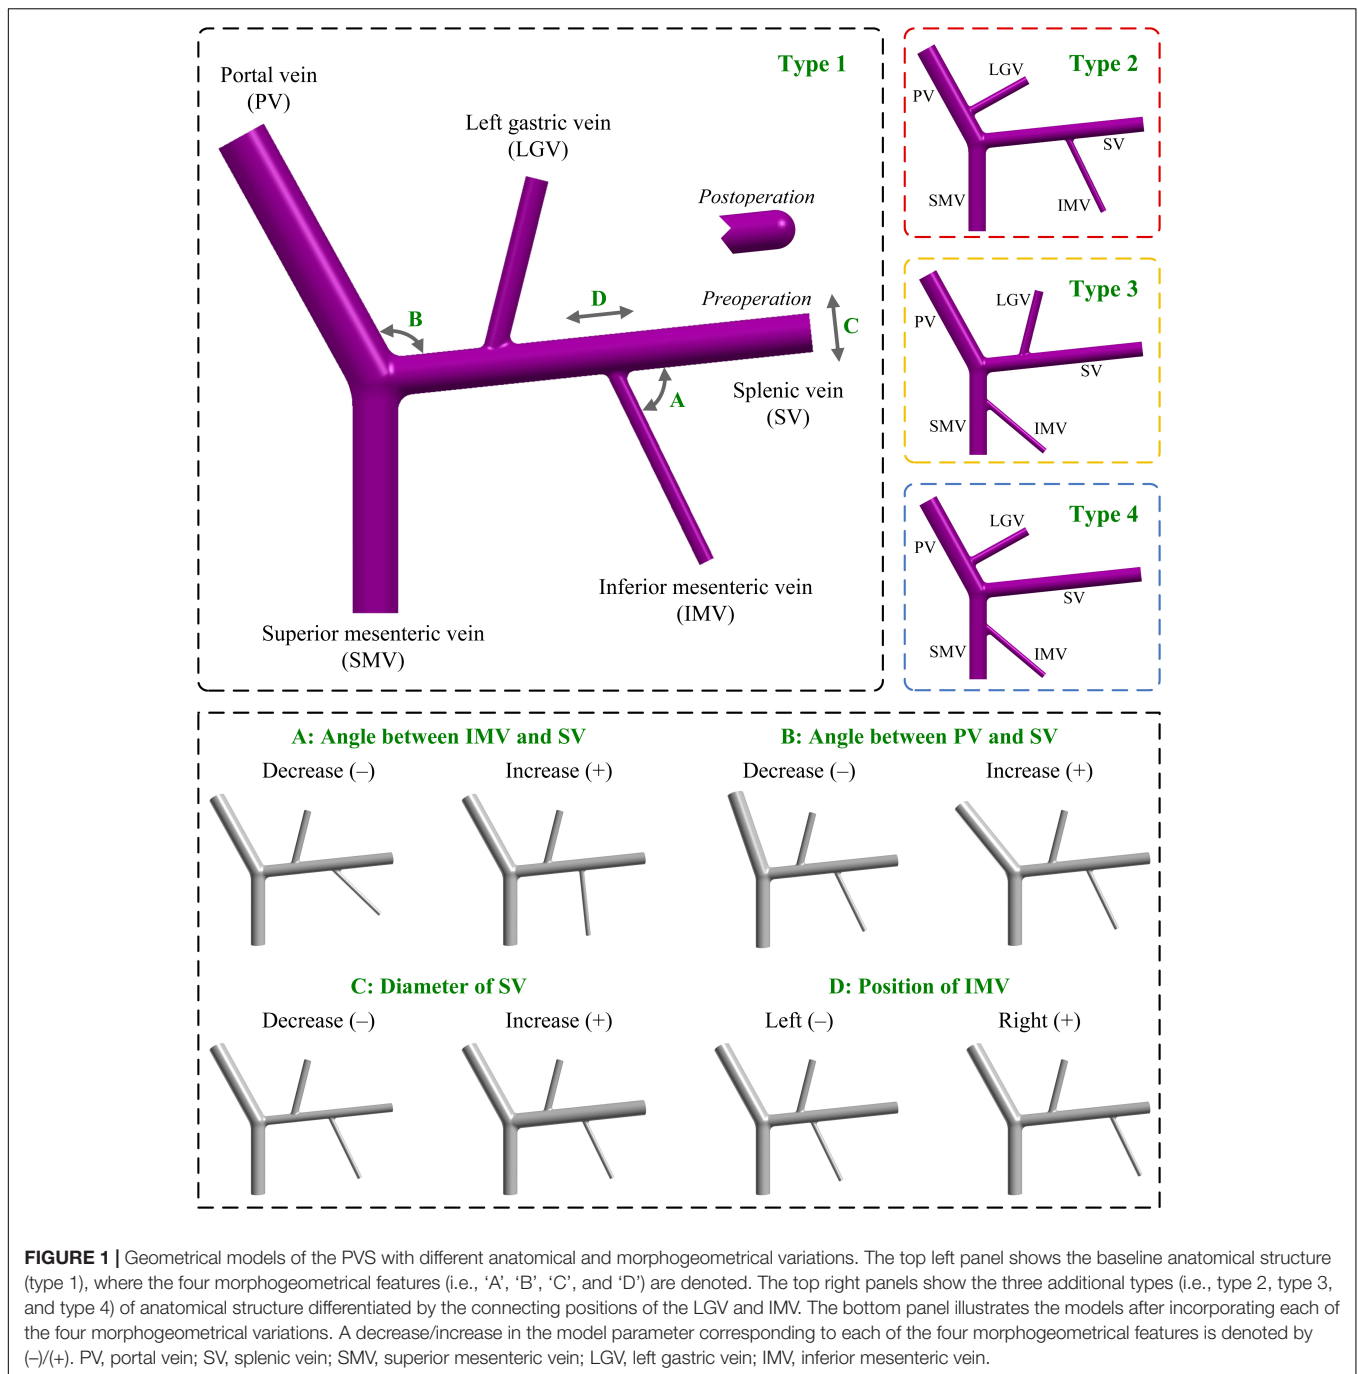 Type 1
Portal vein
(PV)
Left gastric vein
(LGV)
Postoperation
Preoperation
B
D
C
A
Splenic vein
(SV)
Inferior mesenteric vein
(IMV)
Superior mesenteric vein
(SMV)
Type 2
LGV
PV
SV
SMV
IMV
Type 3
LGV
PV
SV
SMV
IMV
Type 4
LGV
PV
SV
SMV
IMV
A: Angle between IMV and SV
Decrease (–)
Increase (+)
B: Angle between PV and SV
Decrease (–)
Increase (+)
C: Diameter of SV
Decrease (–)
Increase (+)
D: Position of IMV
Left (–)
Right (+)
FIGURE 1 | Geometrical models of the PVS with different anatomical and morphogeometrical variations. The top left panel shows the baseline anatomical structure
(type 1), where the four morphogeometrical features (i.e., ‘A’, ‘B’, ‘C’, and ‘D’) are denoted. The top right panels show the three additional types (i.e., type 2, type 3,
and type 4) of anatomical structure differentiated by the connecting positions of the LGV and IMV. The bottom panel illustrates the models after incorporating each of
the four morphogeometrical variations. A decrease/increase in the model parameter corresponding to each of the four morphogeometrical features is denoted by
(–)/(+). PV, portal vein; SV, splenic vein; SMV, superior mesenteric vein; LGV, left gastric vein; IMV, inferior mesenteric vein.